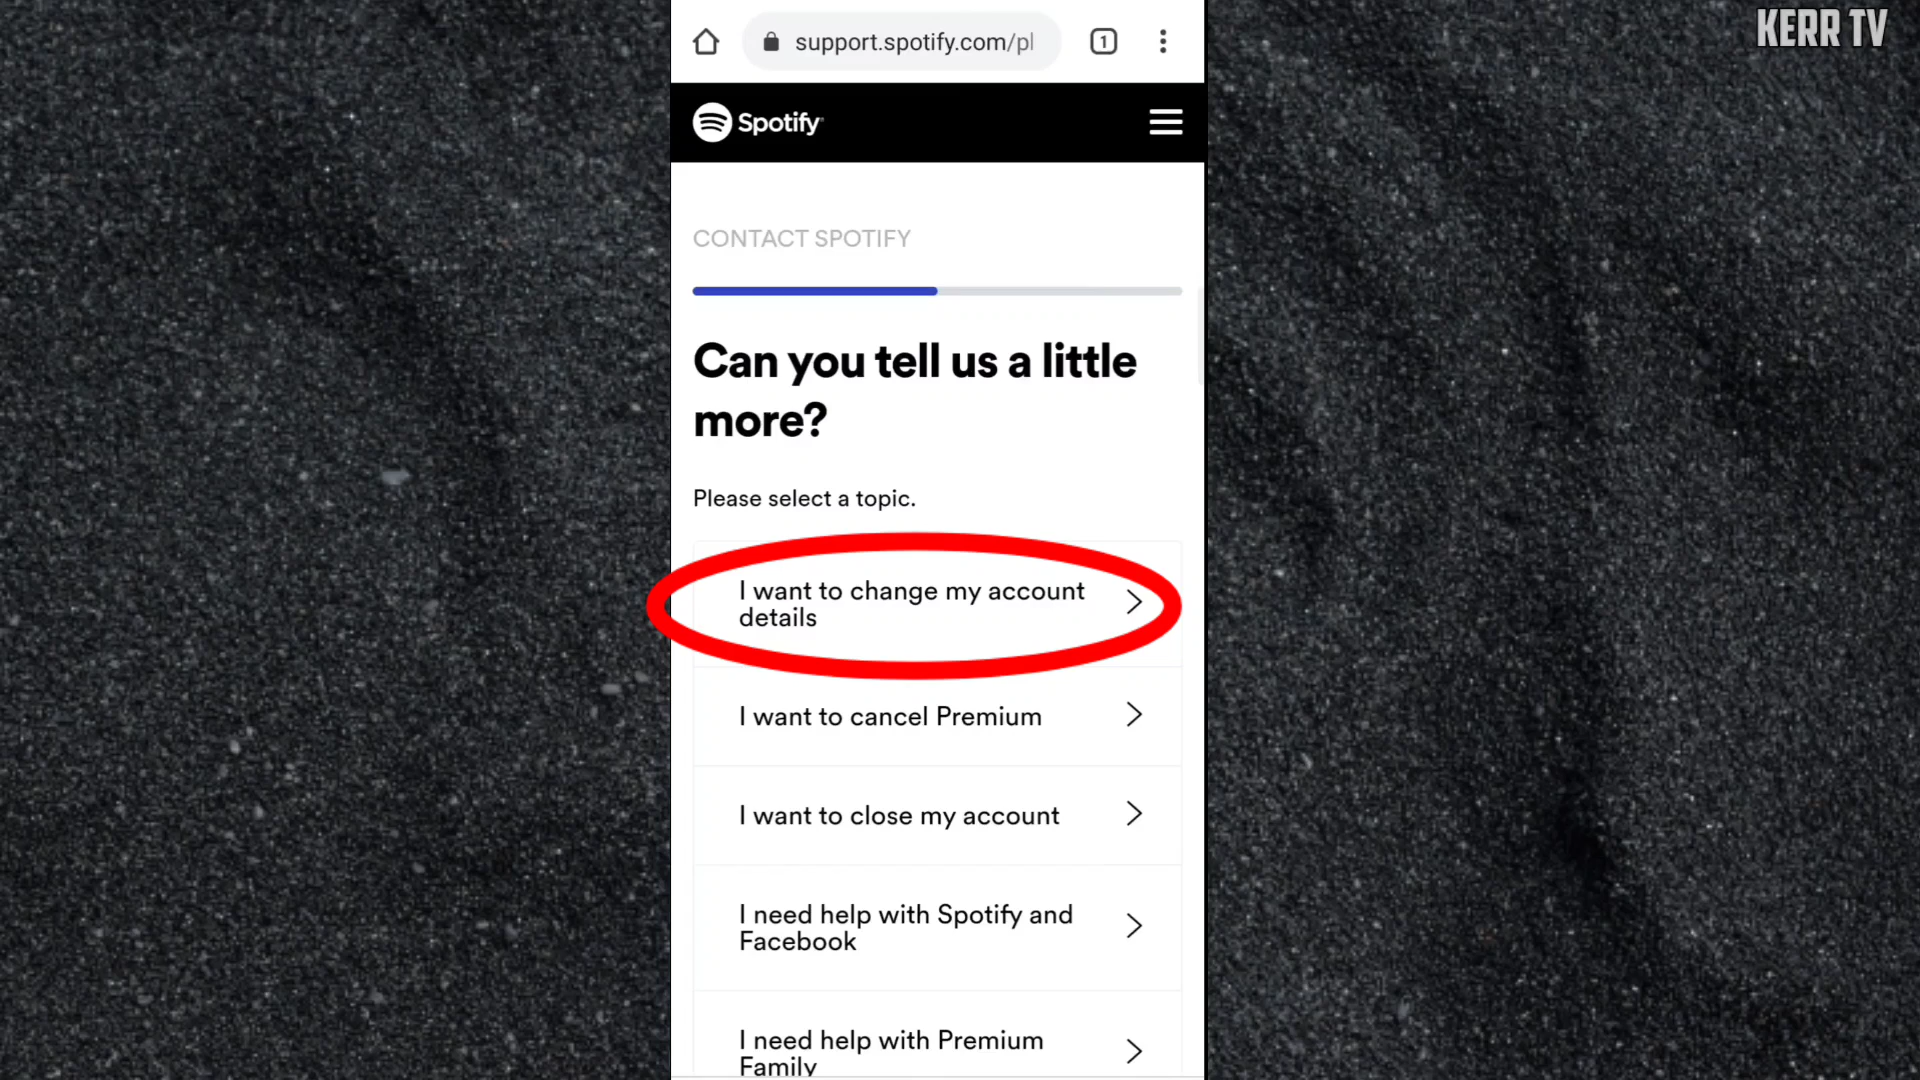 KERR TV
1
support.spotify.com/pl
Spotify
CONTACT SPOTIFY
Can you tell us a little
more?
Please select a topic.
I want to change my account
details
I want to cancel Premium
I want to close my account
I need help with Spotify and
Facebook
I need help with Premium
Family